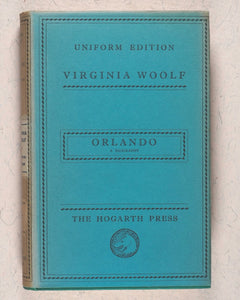 UNIFORM EDITION
VIRGINIA WOOLF
ORLANDO
A BIOGRAPHY
THE HOGARTH PRESS